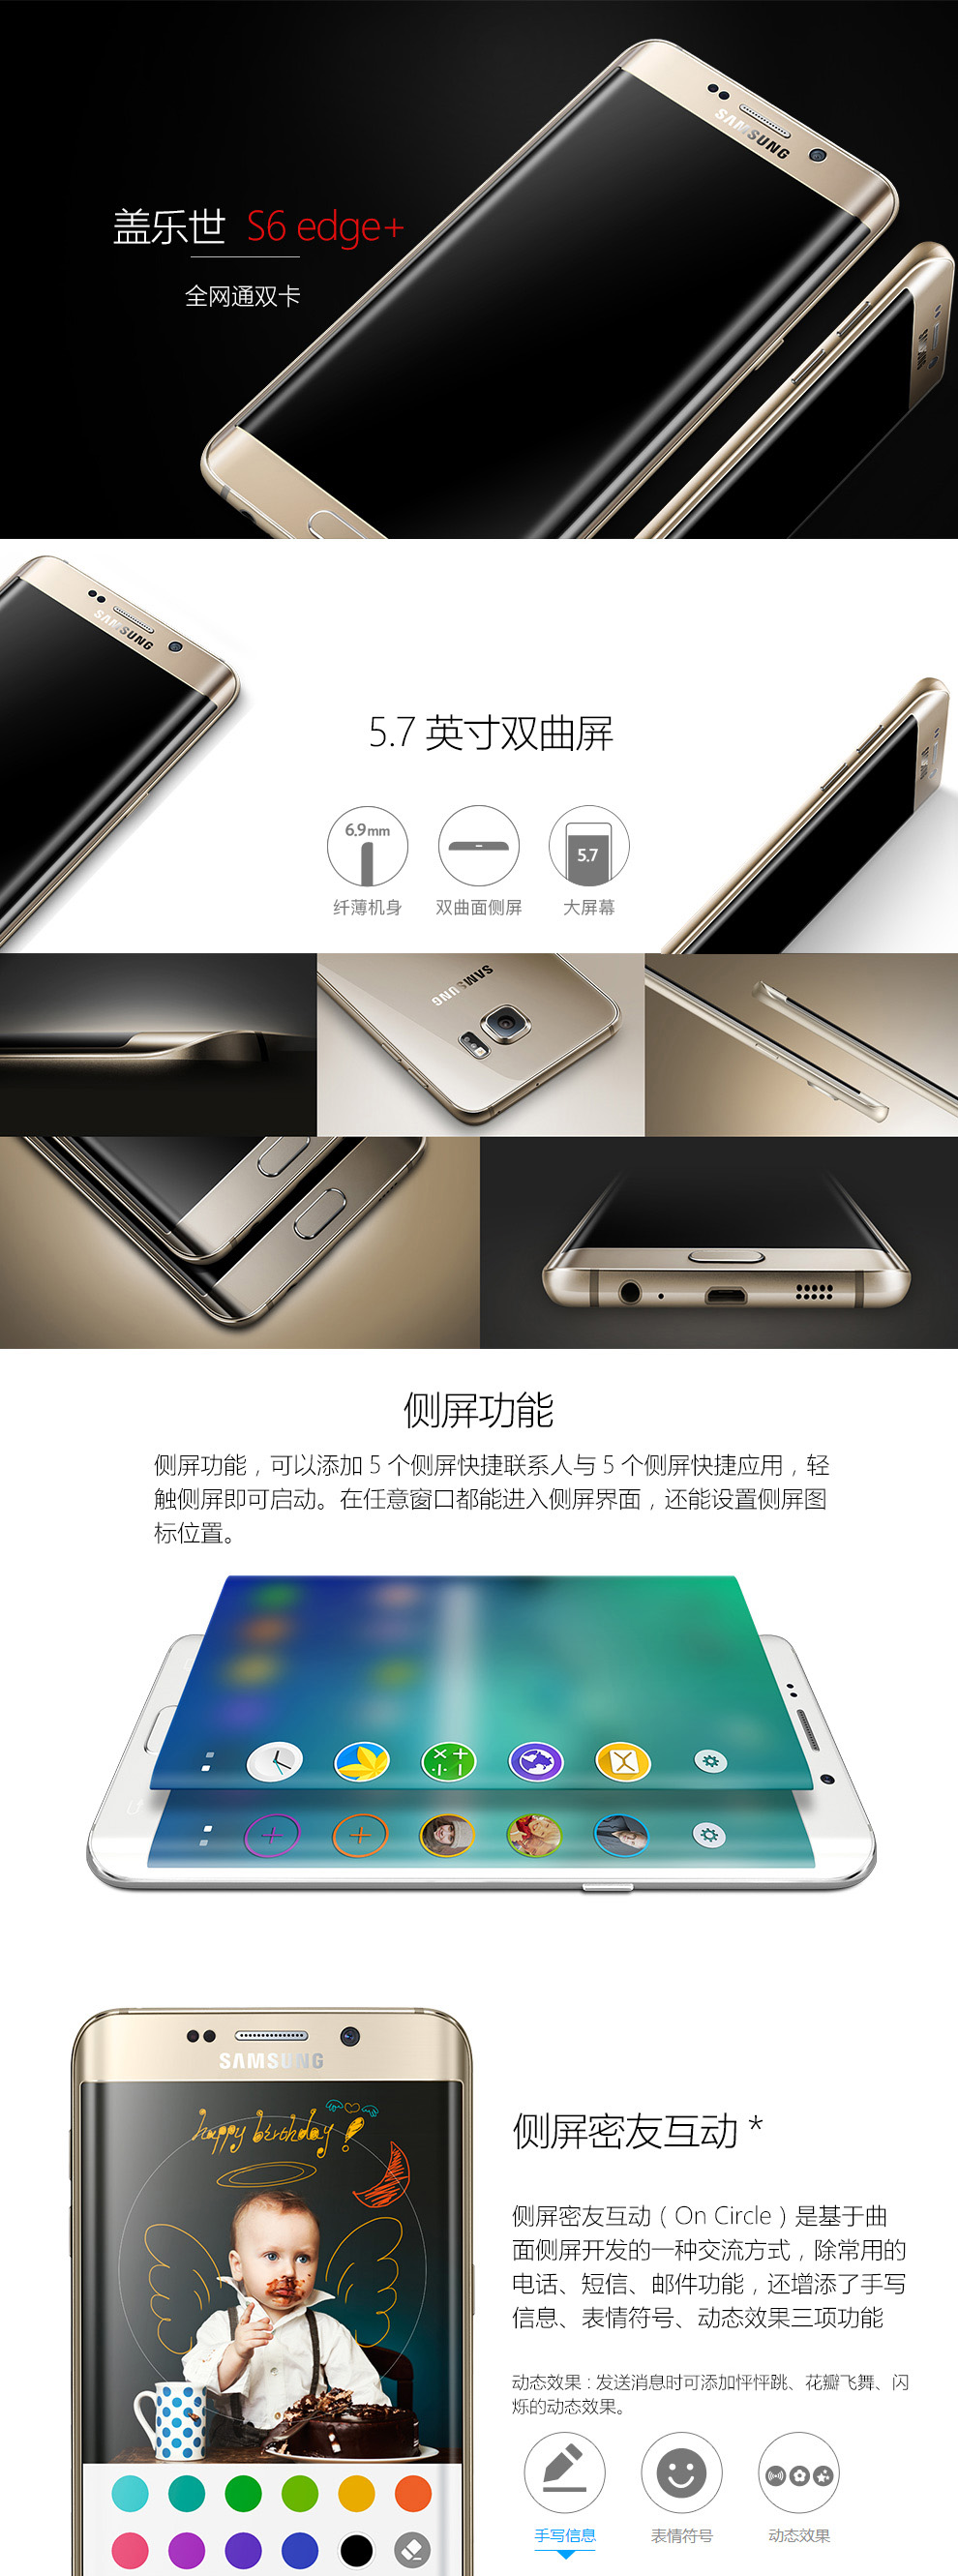 SAMSUNG
盖乐世 S6 edge+
全网通双卡
SAMSUNG
5.7 英寸双曲屏
6.9mm
5.7
纤薄机身
双曲面侧屏
大屏幕
SAMSUNG
侧屏功能
侧屏功能，可以添加 5 个侧屏快捷联系人与 5 个侧屏快捷应用，轻
触侧屏即可启动。在任意窗口都能进入侧屏界面，还能设置侧屏图
标位置。
SAMSUNG
happy birthday!
侧屏密友互动 *
侧屏密友互动（On Circle）是基于曲
面侧屏开发的一种交流方式，除常用的
电话、短信、邮件功能，还增添了手写
信息、表情符号、动态效果三项功能
动态效果：发送消息时可添加怦怦跳、花瓣飞舞、闪
烁的动态效果。
手写信息
表情符号
动态效果